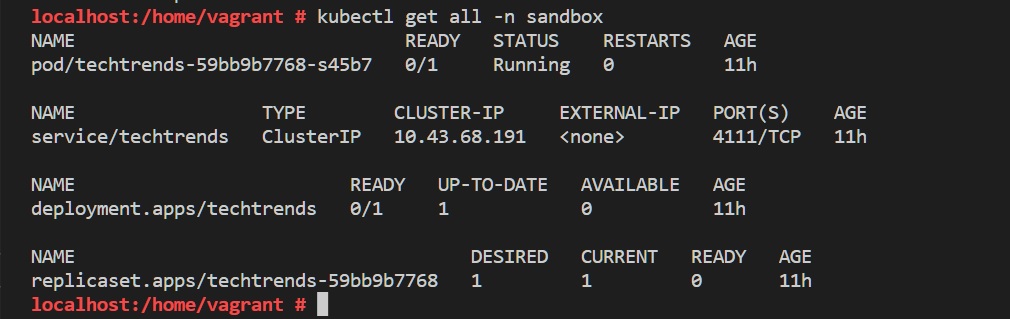 localhost:/home/vagrant # kubectl get all -n sandbox
NAME READY STATUS RESTARTS AGE
pod/techtrends-59bb9b7768-s45b7 0/1 Running 0 11h
NAME TYPE CLUSTER-IP EXTERNAL-IP PORT(S) AGE
service/techtrends ClusterIP 10.43.68.191 <none> 4111/TCP 11h
NAME READY UP-TO-DATE AVAILABLE AGE
deployment.apps/techtrends 0/1 1 0 11h
NAME DESIRED CURRENT READY AGE
replicaset.apps/techtrends-59bb9b7768 1 1 0 11h
localhost:/home/vagrant #